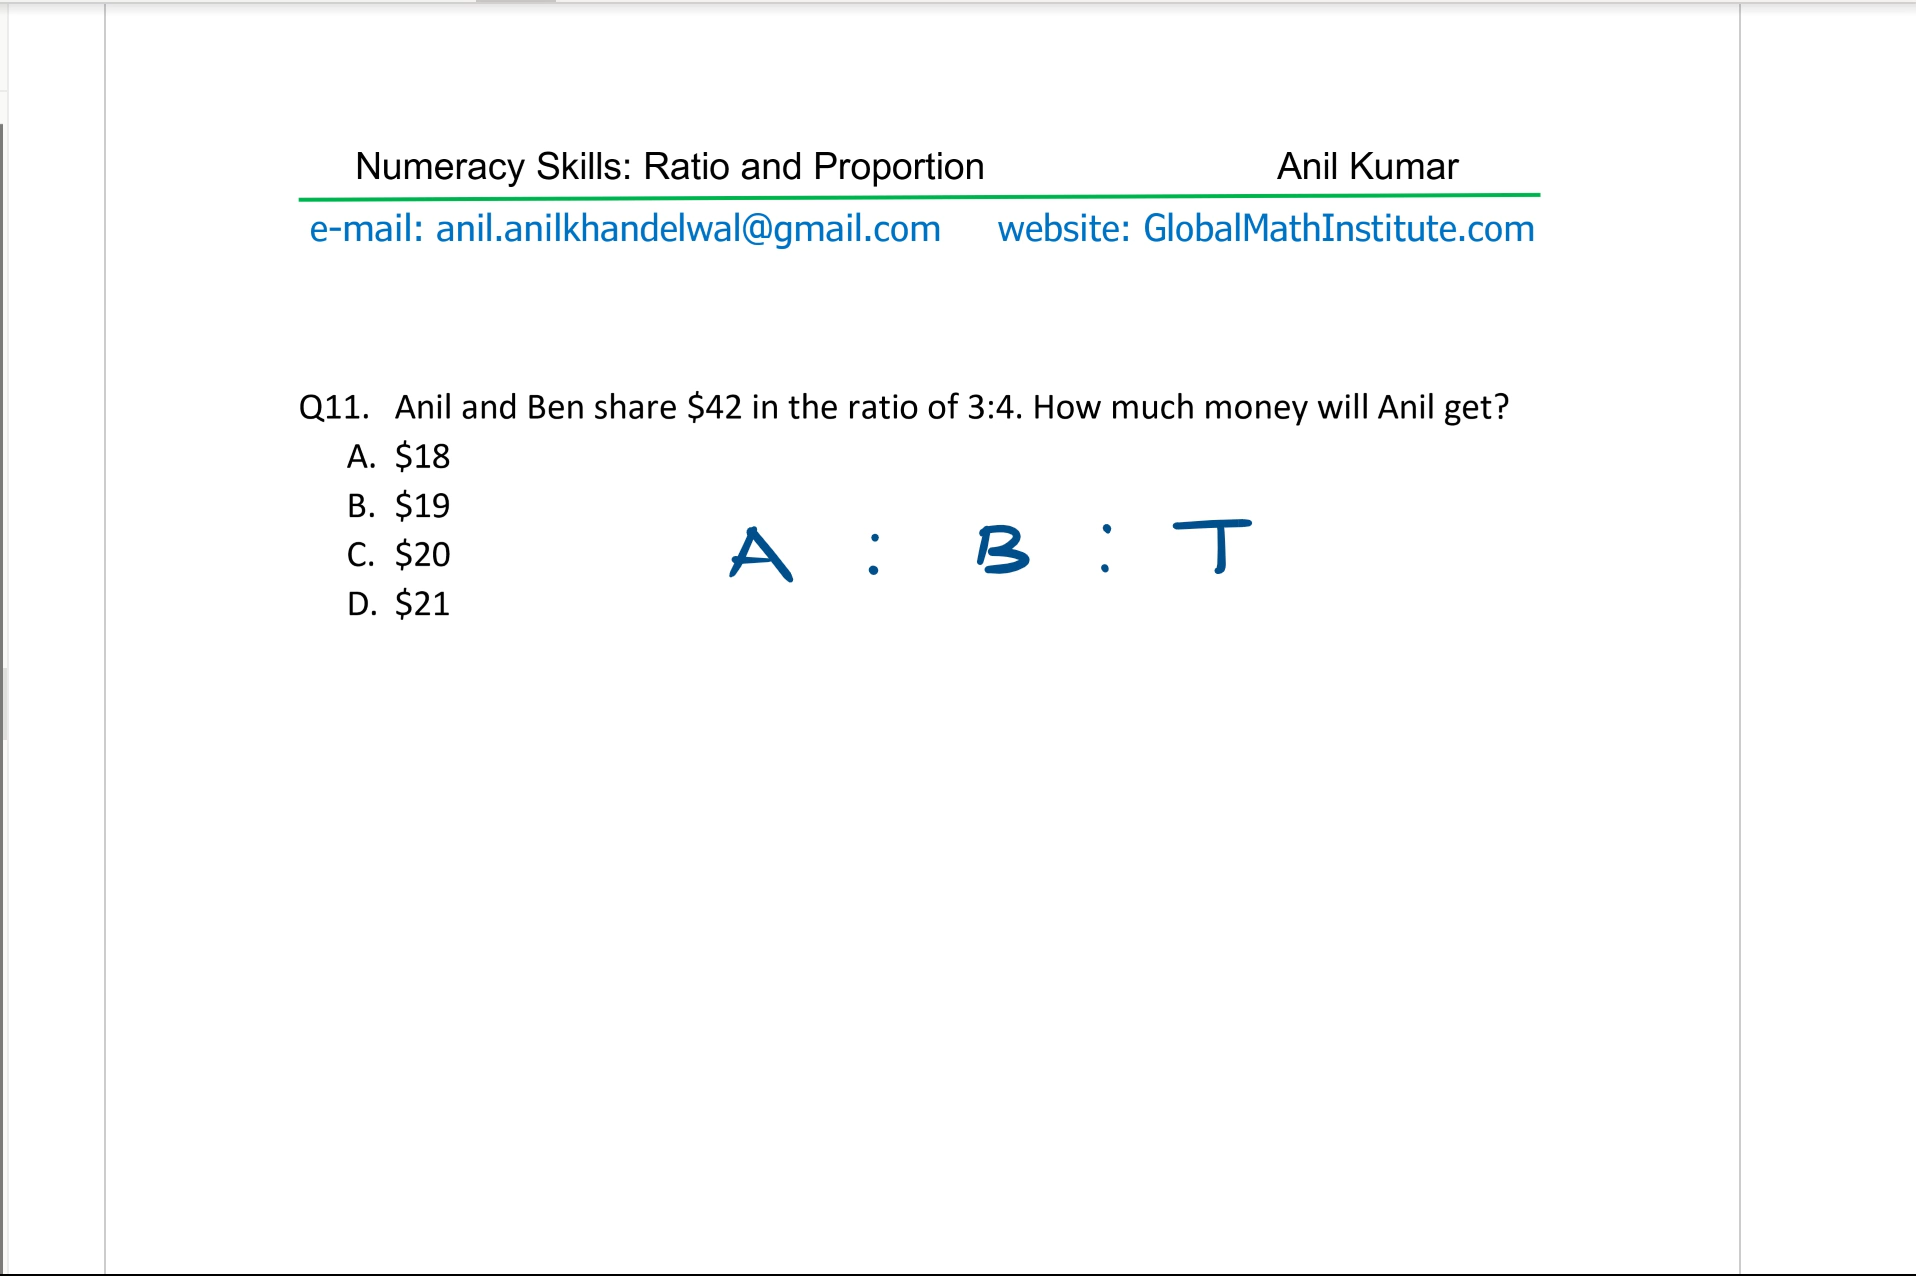 Numeracy Skills: Ratio and Proportion Anil Kumar
e-mail: anil.anilkhandelwal@gmail.com website: GlobalMathInstitute.com
Q11. Anil and Ben share $42 in the ratio of 3:4. How much money will Anil get?
A. $18
B. $19
C. $20
D. $21
A : B : T